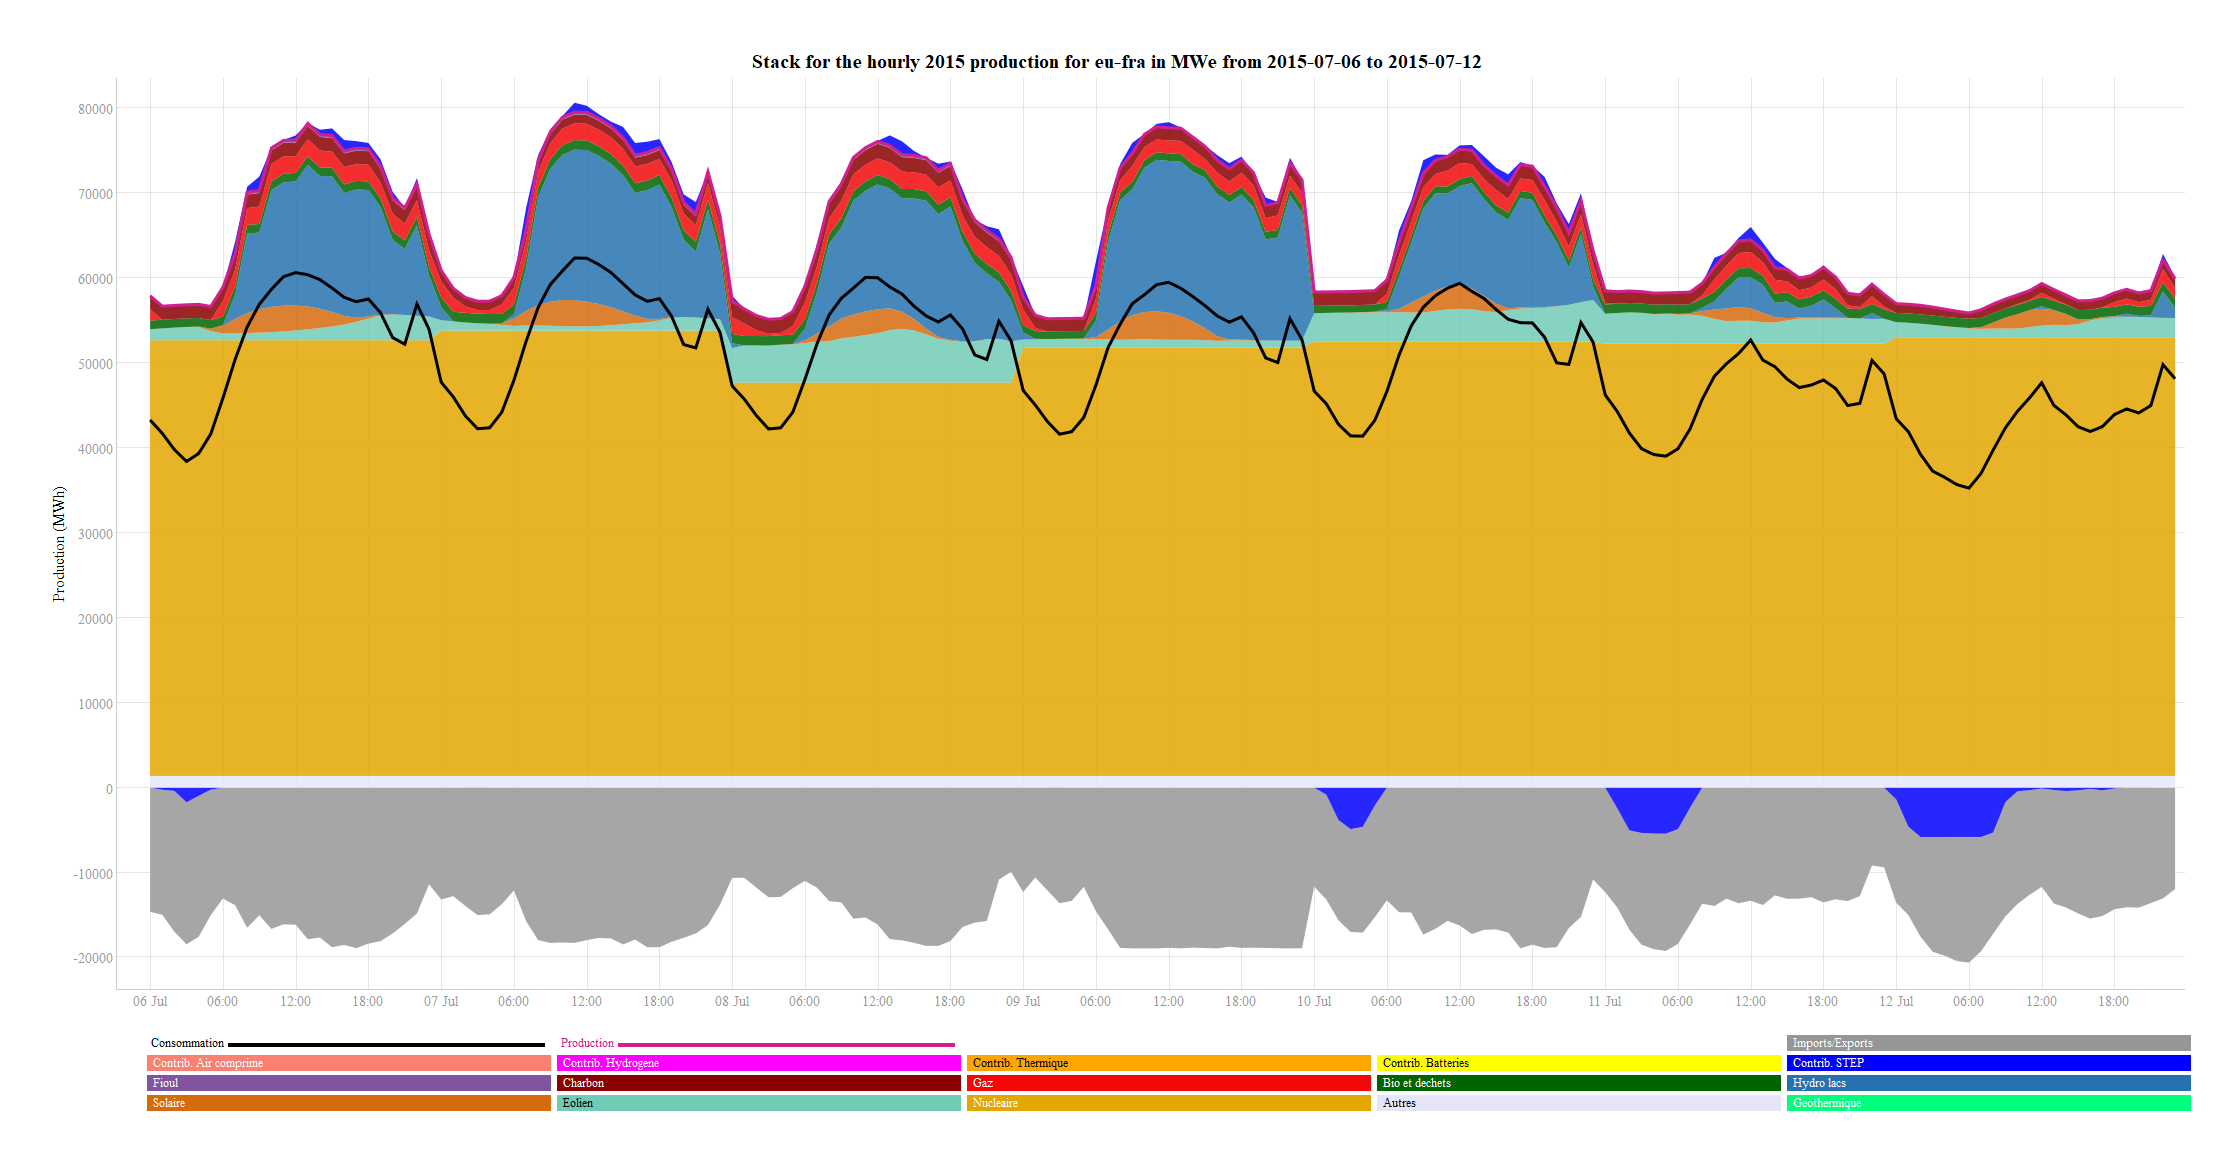 Stack for the hourly 2015 production for eu-fra in MWe from 2015-07-06 to 2015-07-12
Production (MWh)
80000
70000
60000
50000
40000
30000
20000
10000
0
-10000
-20000
06 Jul 06:00 12:00 18:00 07 Jul 06:00 12:00 18:00 08 Jul 06:00 12:00 18:00 09 Jul 06:00 12:00 18:00 10 Jul 06:00 12:00 18:00 11 Jul 06:00 12:00 18:00 12 Jul 06:00 12:00 18:00
Consommation Production Imports/Exports
Contrib. Air comprime Contrib. Hydrogene Contrib. Thermique Contrib. Batteries Contrib. STEP
Fioul Charbon Gaz Bio et dechets Hydro lacs
Solaire Eolien Nucleaire Autres Geothermique